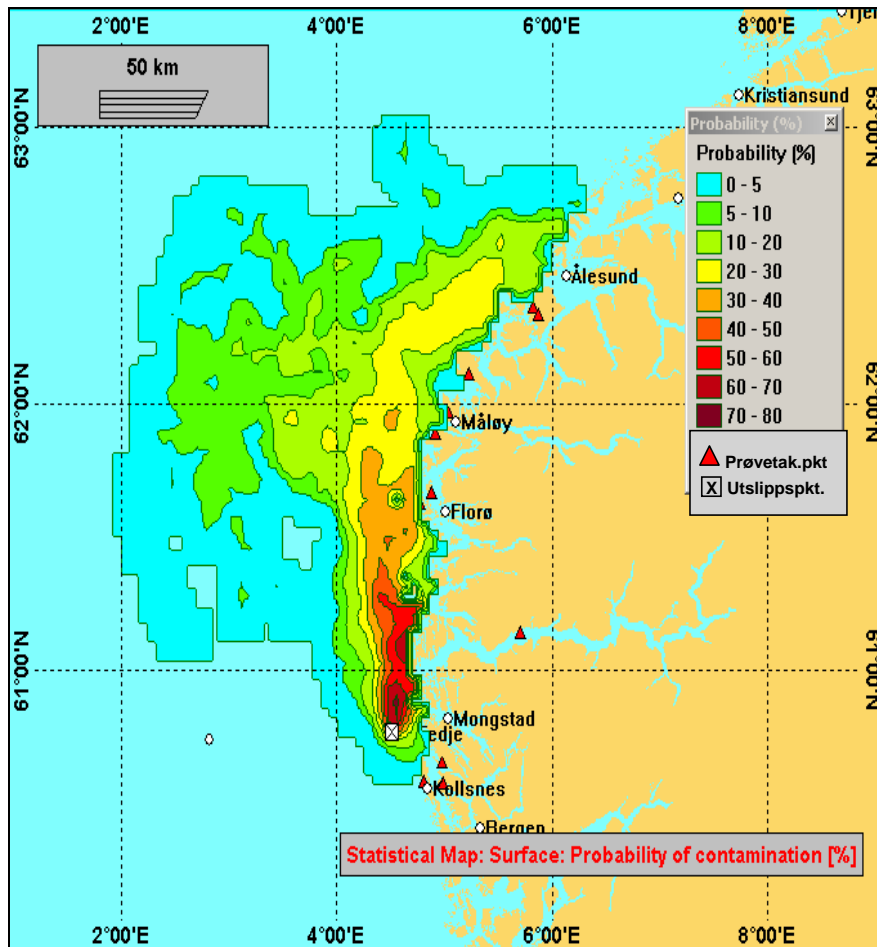 2°00'E 4°00'E 6°00'E 8°00'E
50 km
Kristiansund
63°00'N
63°00'N
Probability (%)
Probability (%)
0 - 5
5 - 10
10 - 20
20 - 30
30 - 40
40 - 50
50 - 60
60 - 70
70 - 80
Ålesund
62°00'N
62°00'N
Måløy
Prøvetak.pkt
X Utslippspkt.
Florø
61°00'N
61°00'N
Mongstad
X
edje
Kollsnes
Bergen
Statistical Map: Surface: Probability of contamination [%]
2°00'E 4°00'E 6°00'E 8°00'E